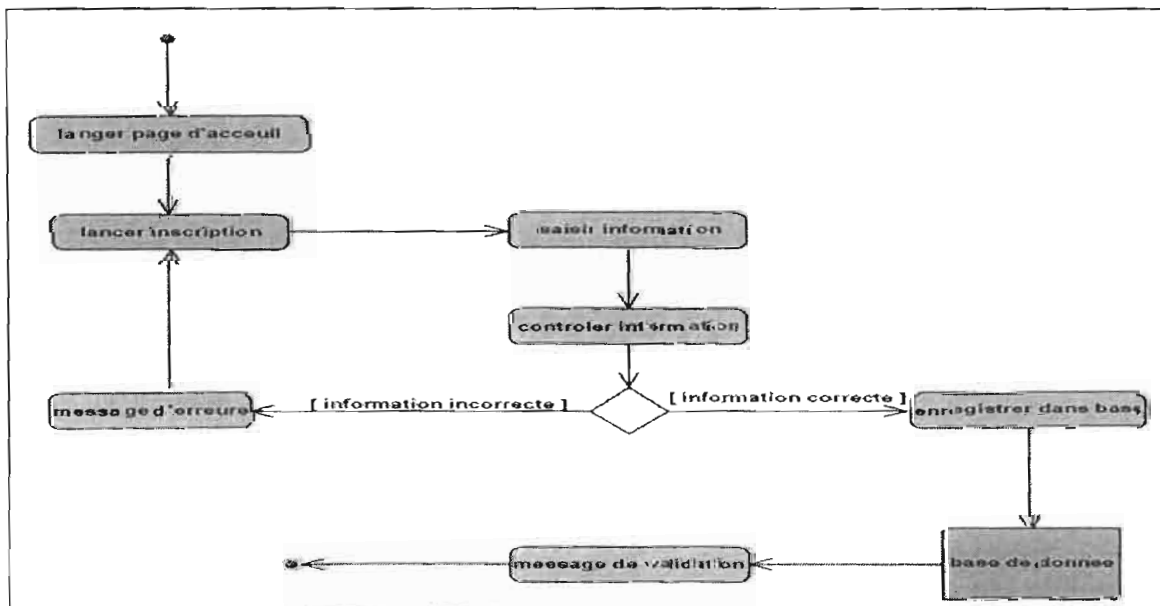 langer page d'acceuil
lancer inscription
saisir information
controler information
message d'erreure
[ information incorrecte ]
[ information correcte ]
enregistrer dans base
message de validation
base de donnee